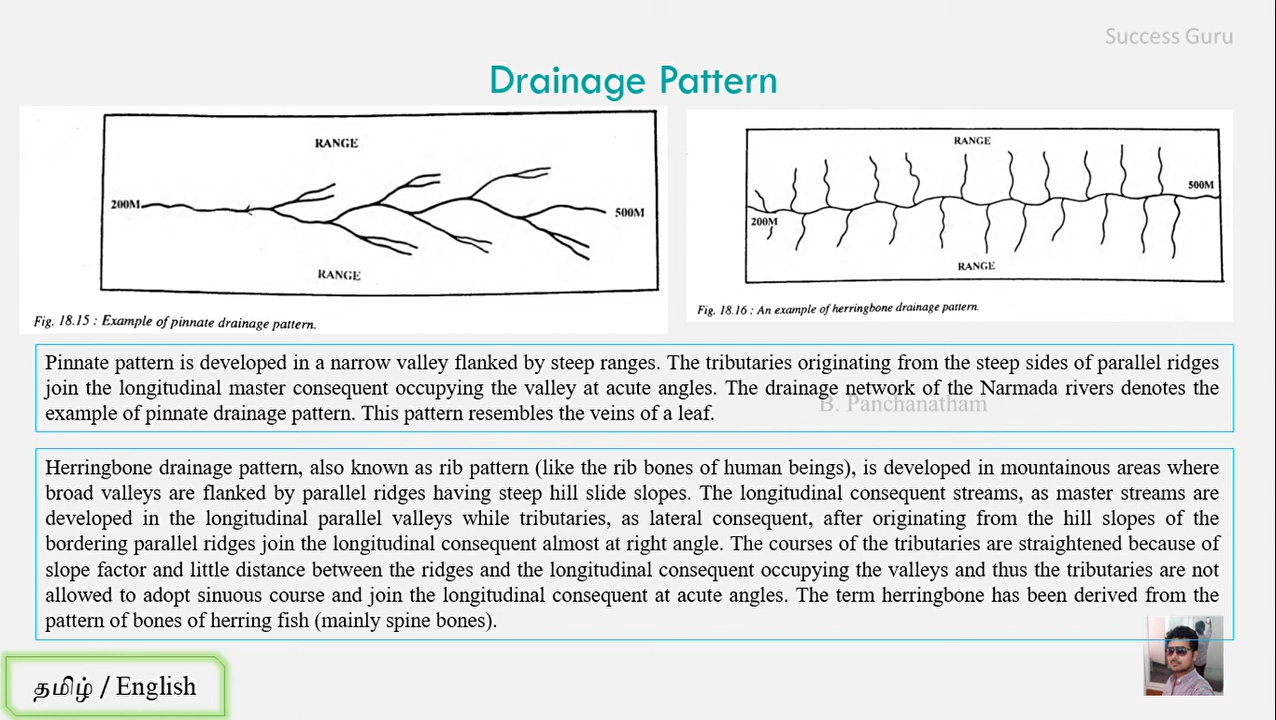 Success Guru
Drainage Pattern
RANGE
200M
500M
RANGE
Fig. 18.15 : Example of pinnate drainage pattern.
RANGE
500M
200M
RANGE
Fig. 18.16 : An example of herringbone drainage pattern.
Pinnate pattern is developed in a narrow valley flanked by steep ranges. The tributaries originating from the steep sides of parallel ridges
join the longitudinal master consequent occupying the valley at acute angles. The drainage network of the Narmada rivers denotes the
B. Panchanatham
example of pinnate drainage pattern. This pattern resembles the veins of a leaf.
Herringbone drainage pattern, also known as rib pattern (like the rib bones of human beings), is developed in mountainous areas where
broad valleys are flanked by parallel ridges having steep hill slide slopes. The longitudinal consequent streams, as master streams are
developed in the longitudinal parallel valleys while tributaries, as lateral consequent, after originating from the hill slopes of the
bordering parallel ridges join the longitudinal consequent almost at right angle. The courses of the tributaries are straightened because of
slope factor and little distance between the ridges and the longitudinal consequent occupying the valleys and thus the tributaries are not
allowed to adopt sinuous course and join the longitudinal consequent at acute angles. The term herringbone has been derived from the
pattern of bones of herring fish (mainly spine bones).
தமிழ் / English